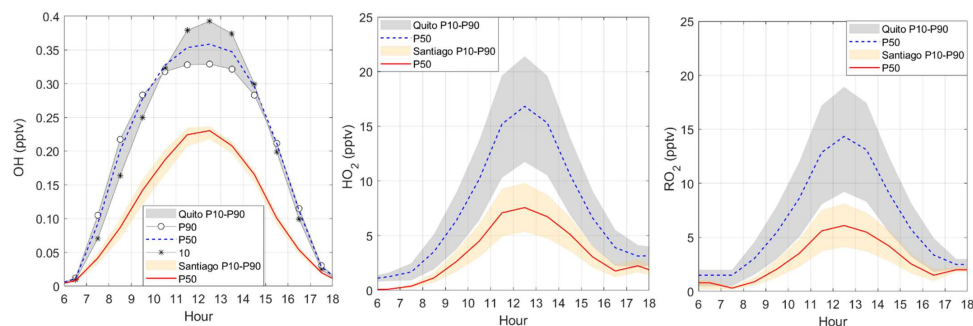 0.4
0.35
0.3
0.25
0.2
0.15
0.1
0.05
0
OH (pptv)
6 7 8 9 10 11 12 13 14 15 16 17 18
Hour
Quito P10-P90
P90
P50
10
Santiago P10-P90
P50
25
20
15
10
5
0
HO2 (pptv)
6 7 8 9 10 11 12 13 14 15 16 17 18
Hour
Quito P10-P90
P50
Santiago P10-P90
P50
25
20
15
10
5
0
RO2 (pptv)
6 7 8 9 10 11 12 13 14 15 16 17 18
Hour
Quito P10-P90
P50
Santiago P10-P90
P50